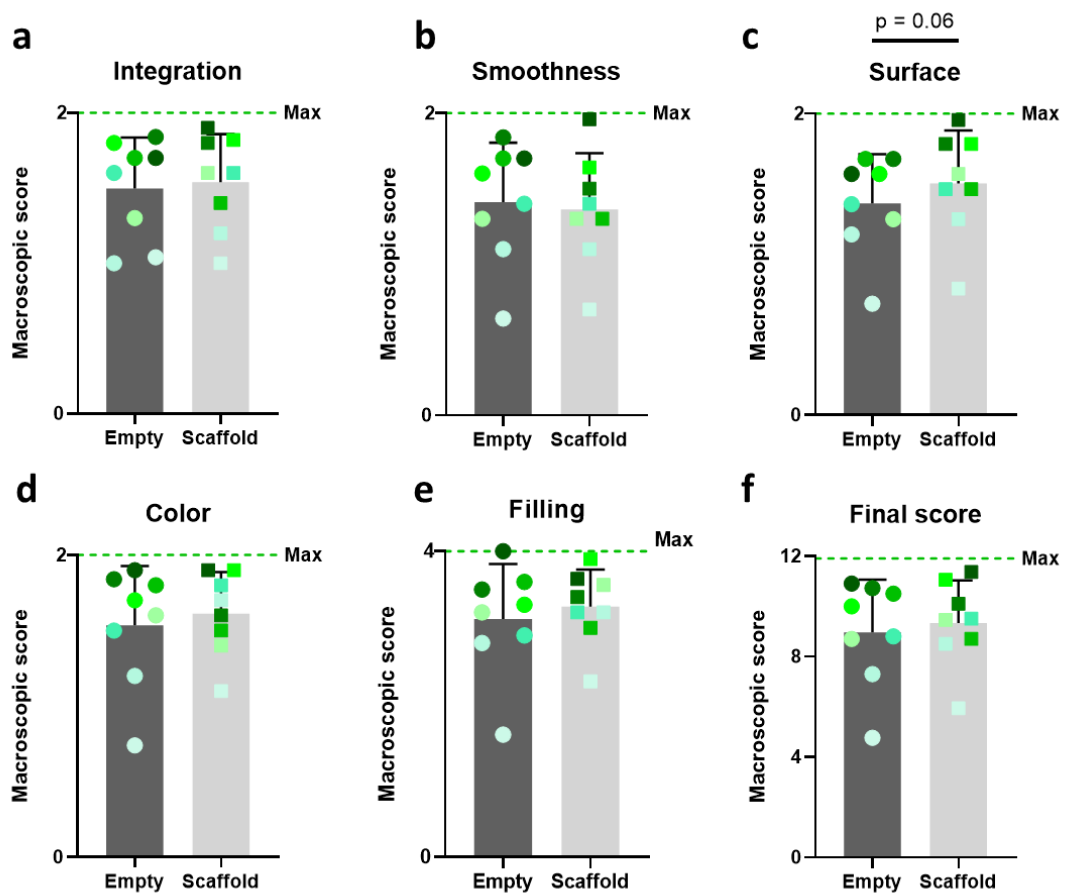 p = 0.06
a
b
c
Integration
Smoothness
Surface
2
Max
2
Max
2
Max
Macroscopic score
Macroscopic score
Macroscopic score
0
0
0
Empty Scaffold
Empty Scaffold
Empty Scaffold
d
e
f
Color
Filling
Final score
2
Max
4
Max
12
Max
8
4
Macroscopic score
Macroscopic score
Macroscopic score
0
0
0
Empty Scaffold
Empty Scaffold
Empty Scaffold